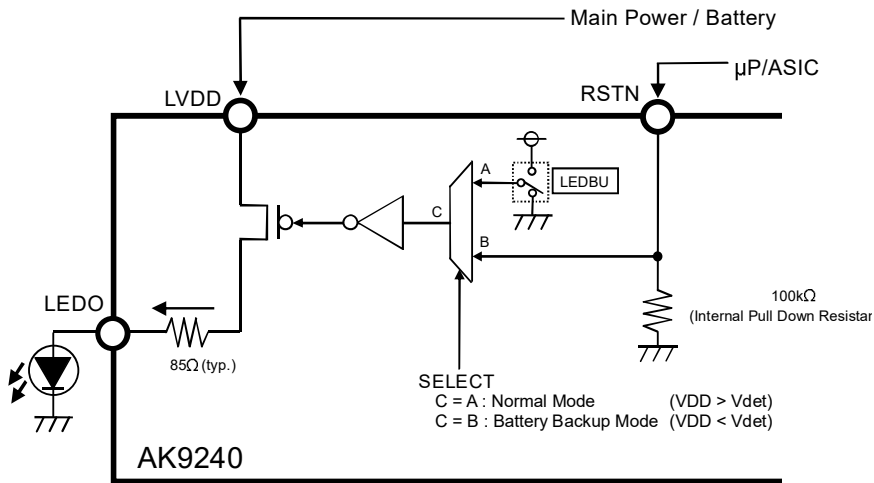 Main Power / Battery
µP/ASIC
LVDD
RSTN
A
LEDBU
C
B
LEDO
100kΩ
(Internal Pull Down Resistar
85Ω (typ.)
SELECT
C = A : Normal Mode (VDD > Vdet)
C = B : Battery Backup Mode (VDD < Vdet)
AK9240